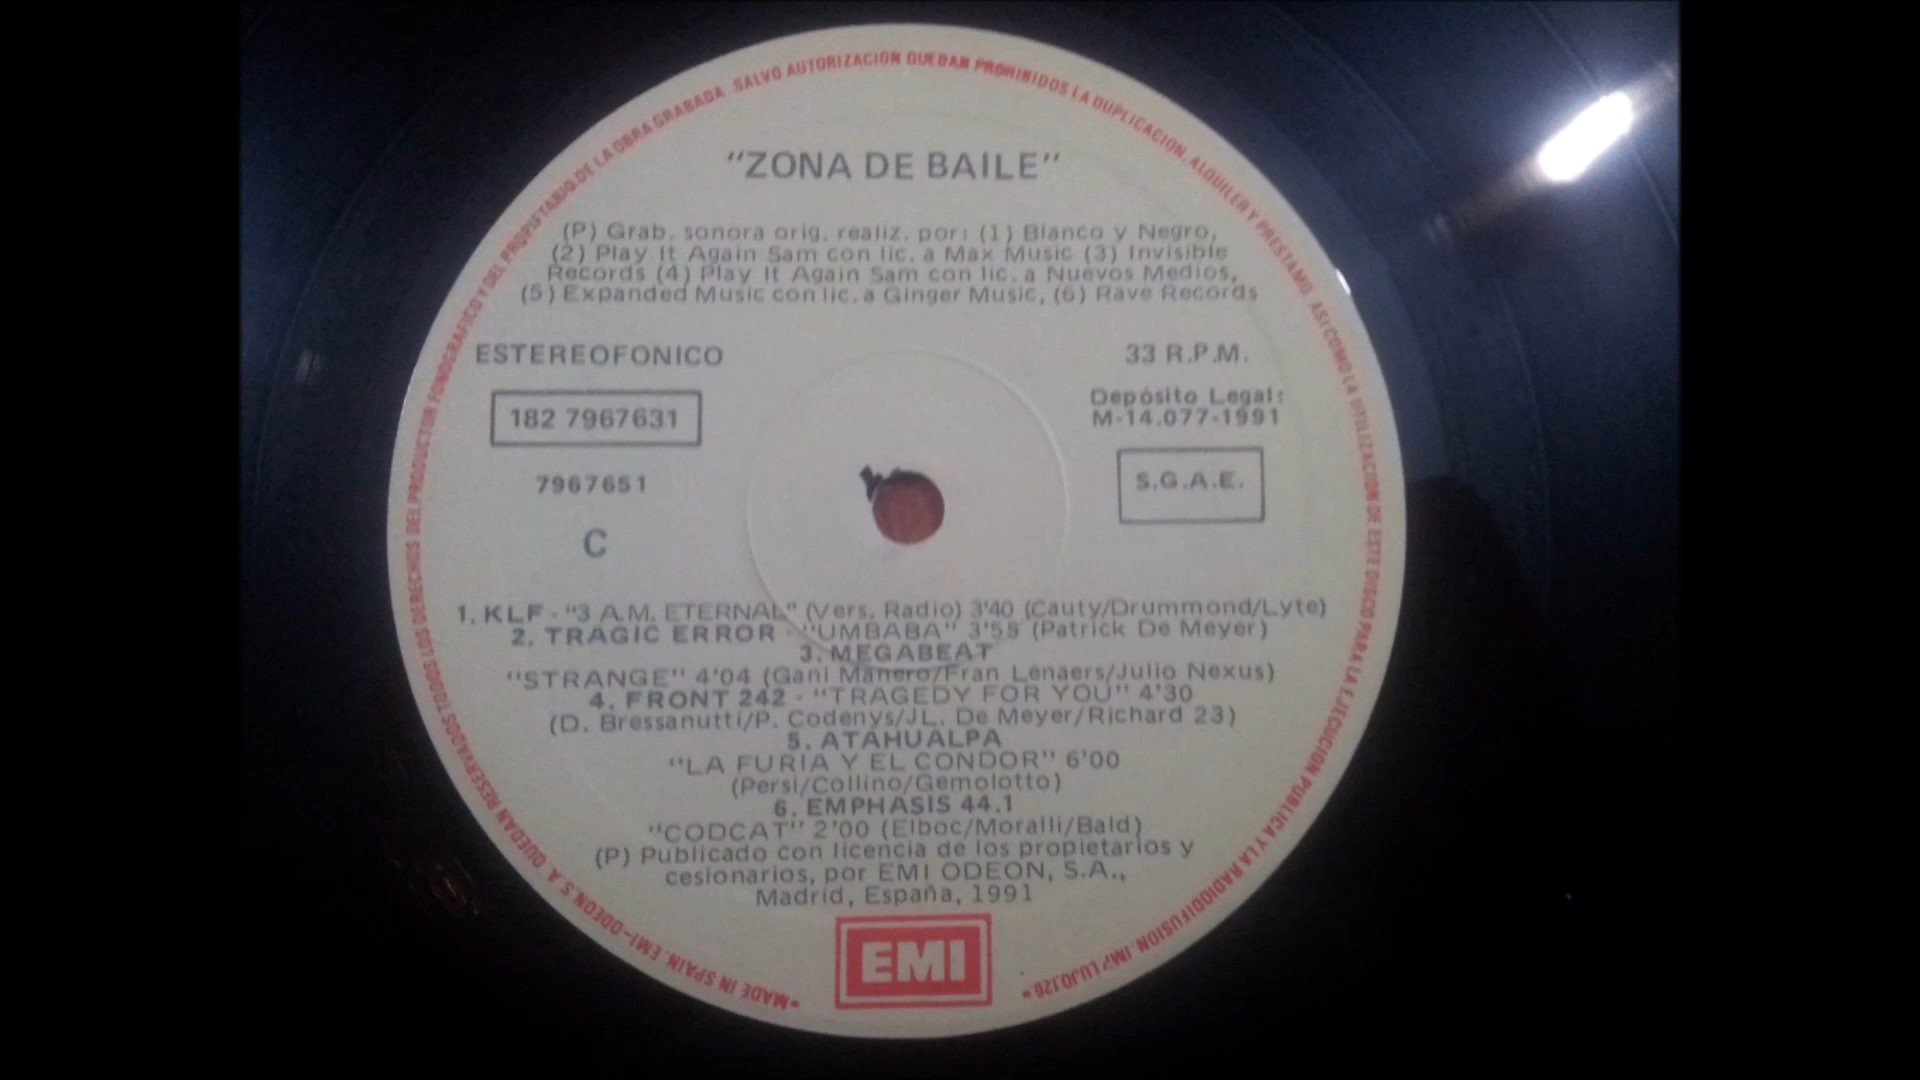 SALVO AUTORIZACION QUEDAN PROHIBIDOS LA DUPLICACION, ALQUILER Y PRESTAMO, ASI COMO LA UTILIZACION DE ESTE DISCO PARA LA EJECUCION PUBLICA Y LA RADIODIFUSION. IMP. LUJO.126.•
•MADE IN SPAIN. EMI-ODEON, S.A. QUEDAN RESERVADOS TODOS LOS DERECHOS DEL PRODUCTOR FONOGRAFICO Y DEL PROPIETARIO DE LA OBRA GRABADA.
"ZONA DE BAILE"
(P) Grab. sonora orig. realiz. por: (1) Blanco y Negro,
(2) Play It Again Sam con lic. a Max Music (3) Invisible
Records (4) Play It Again Sam con lic. a Nuevos Medios,
(5) Expanded Music con lic. a Ginger Music, (6) Rave Records
ESTEREOFONICO
33 R.P.M.
182 7967631
Depósito Legal:
M-14.077-1991
7967651
S.G.A.E.
C
1. KLF - "3 A.M. ETERNAL" (Vers. Radio) 3'40 (Cauty/Drummond/Lyte)
2. TRAGIC ERROR - "UMBABA" 3'55 (Patrick De Meyer)
3. MEGABEAT
"STRANGE" 4'04 (Gani Manero/Fran Lenaers/Julio Nexus)
4. FRONT 242 - "TRAGEDY FOR YOU" 4'30
(D. Bressanutti/P. Codenys/JL. De Meyer/Richard 23)
5. ATAHUALPA
"LA FURIA Y EL CONDOR" 6'00
(Persi/Collino/Gemolotto)
6. EMPHASIS 44.1
"CODCAT" 2'00 (Elboc/Moralli/Bald)
(P) Publicado con licencia de los propietarios y
cesionarios, por EMI ODEON, S.A.,
Madrid, España, 1991
EMI